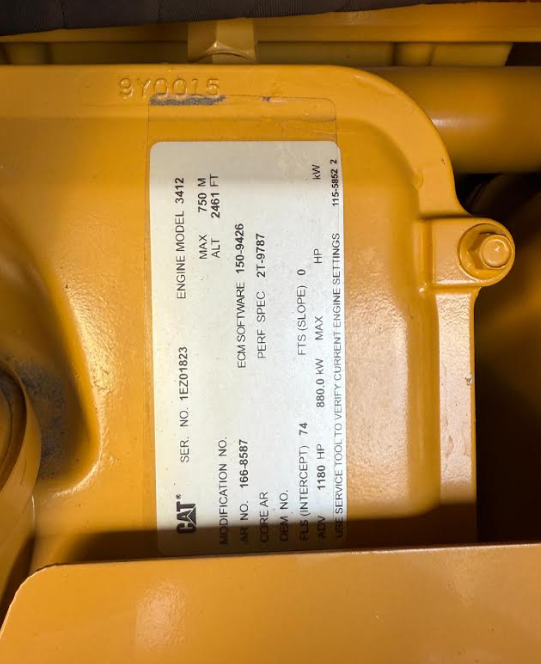 9Y0015
CAT® SER. NO. 1EZ01823 ENGINE MODEL 3412
MODIFICATION NO. MAX 750 M
AR NO. 166-8587 ECM SOFTWARE 150-9426 ALT 2461 FT
CORE AR PERF SPEC 2T-9787
OEM NO.
FLS (INTERCEPT) 74 FTS (SLOPE) 0
ADV 1180 HP 880.0 kW MAX HP kW
USE SERVICE TOOL TO VERIFY CURRENT ENGINE SETTINGS 115-5852 2